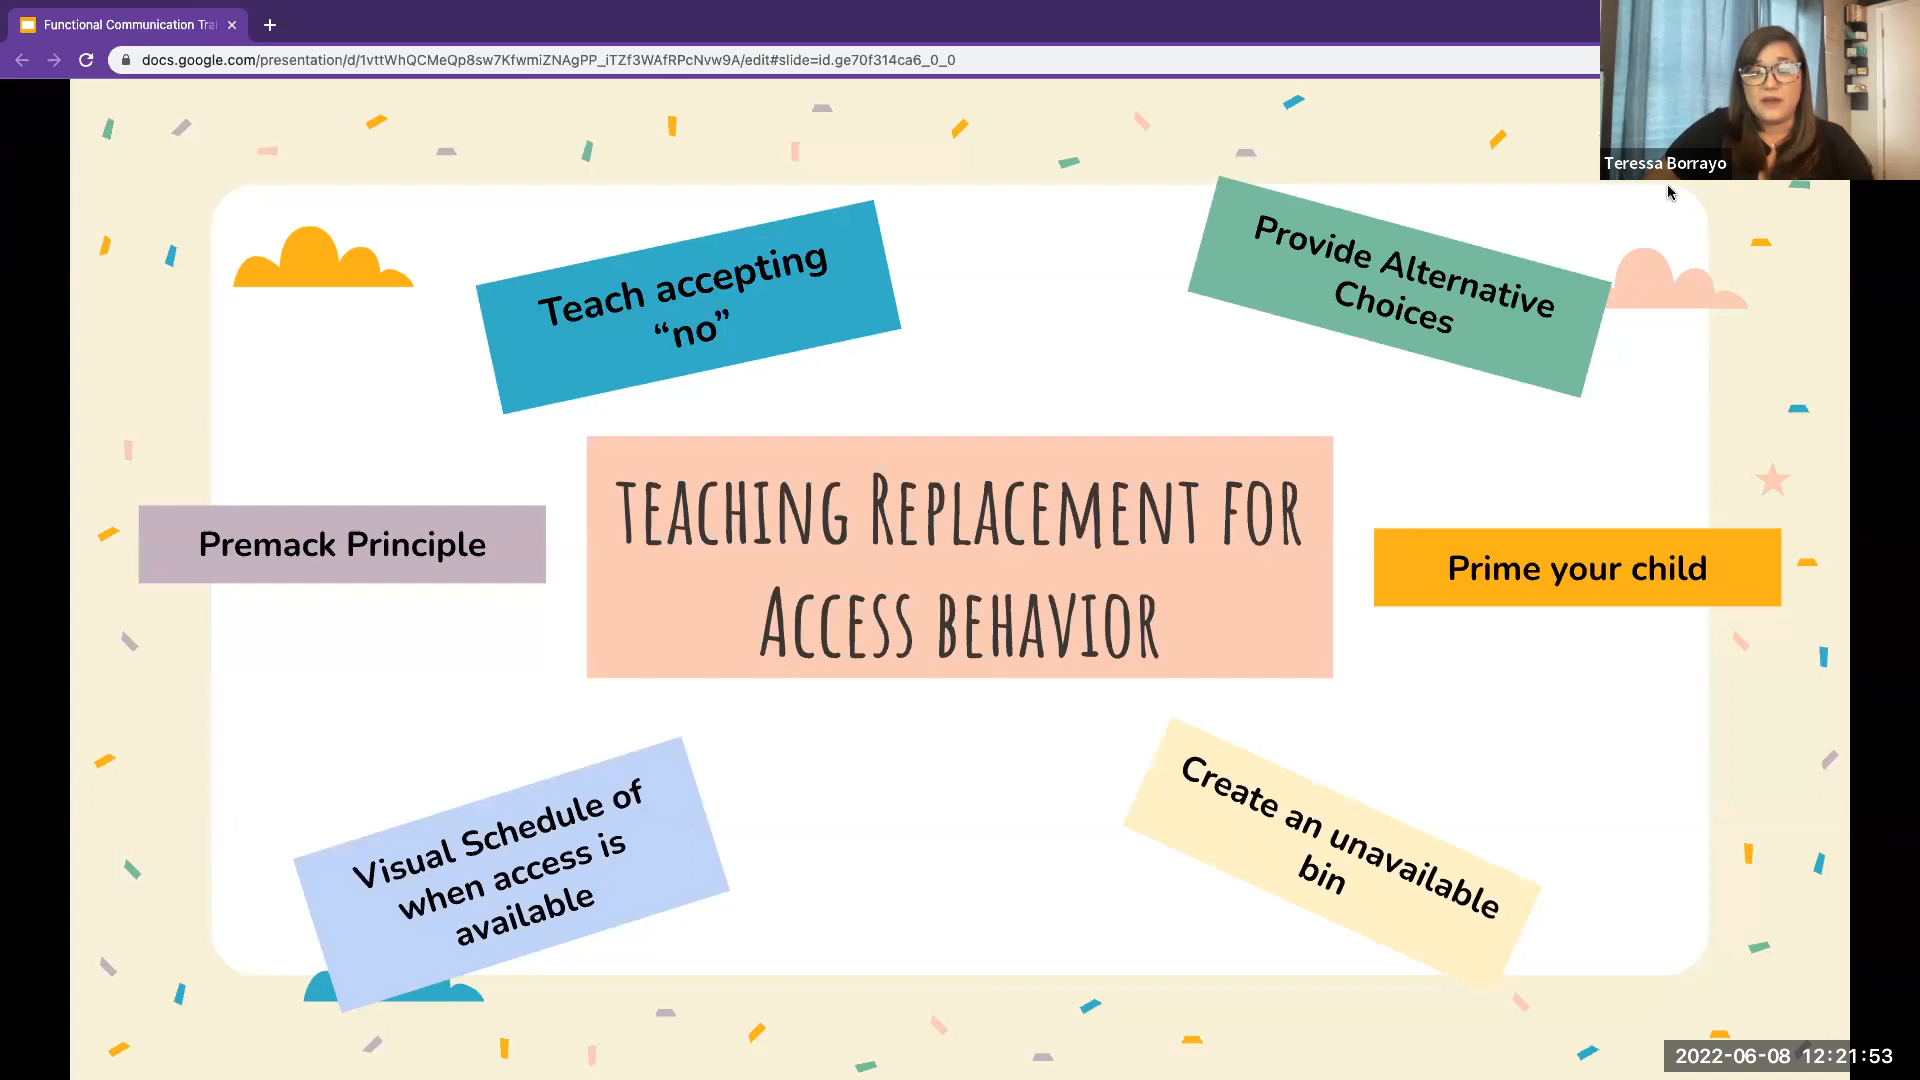 Functional Communication Trai
docs.google.com/presentation/d/1vttWhQCMeQp8sw7KfwmiZNAgPP_iTZf3WAfRPcNvw9A/edit#slide=id.ge70f314ca6_0_0
Teressa Borrayo
Teach accepting
“no”
Provide Alternative
Choices
Premack Principle
TEACHING REPLACEMENT FOR
ACCESS BEHAVIOR
Prime your child
Visual Schedule of
when access is
available
Create an unavailable
bin
2022-06-08 12:21:53